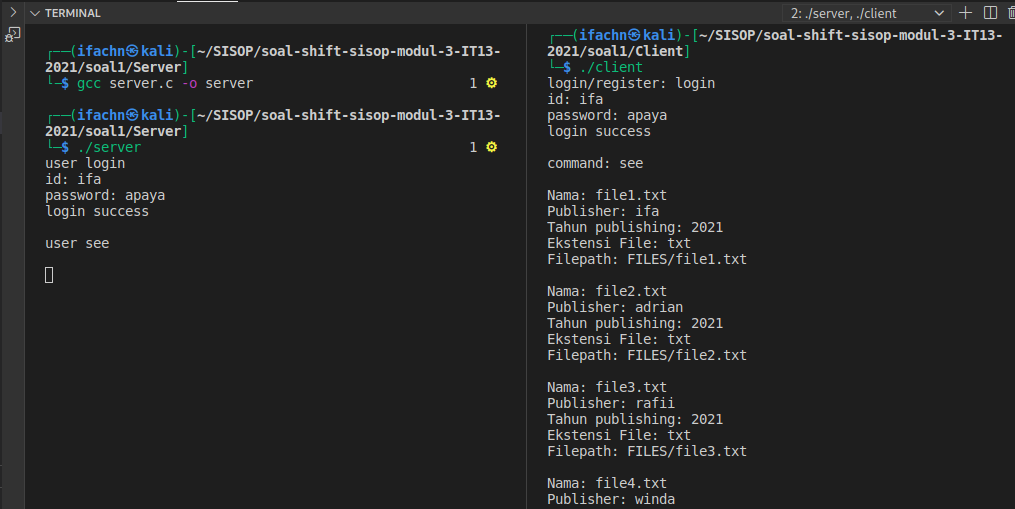 TERMINAL
2: ./server, ./client
┌──(ifachn㉿kali)-[~/SISOP/soal-shift-sisop-modul-3-IT13-
2021/soal1/Server]
└─$ gcc server.c -o server 1 ⚙
┌──(ifachn㉿kali)-[~/SISOP/soal-shift-sisop-modul-3-IT13-
2021/soal1/Server]
└─$ ./server 1 ⚙
user login
id: ifa
password: apaya
login success
user see
┌──(ifachn㉿kali)-[~/SISOP/soal-shift-sisop-modul-3-IT13-
2021/soal1/Client]
└─$ ./client
login/register: login
id: ifa
password: apaya
login success
command: see
Nama: file1.txt
Publisher: ifa
Tahun publishing: 2021
Ekstensi File: txt
Filepath: FILES/file1.txt
Nama: file2.txt
Publisher: adrian
Tahun publishing: 2021
Ekstensi File: txt
Filepath: FILES/file2.txt
Nama: file3.txt
Publisher: rafii
Tahun publishing: 2021
Ekstensi File: txt
Filepath: FILES/file3.txt
Nama: file4.txt
Publisher: winda